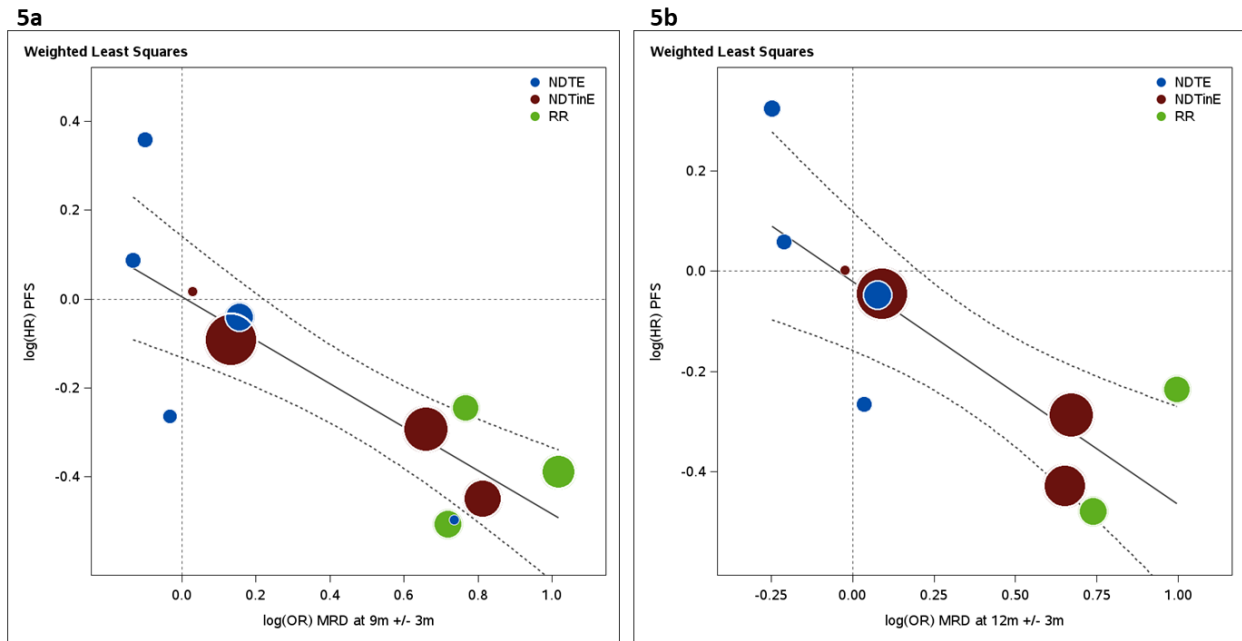 5a
Weighted Least Squares
NDTE
NDTinE
RR
0.4
0.2
0.0
-0.2
-0.4
log(HR) PFS
0.0
0.2
0.4
0.6
0.8
1.0
log(OR) MRD at 9m +/- 3m
5b
Weighted Least Squares
NDTE
NDTinE
RR
0.2
0.0
-0.2
-0.4
log(HR) PFS
-0.25
0.00
0.25
0.50
0.75
1.00
log(OR) MRD at 12m +/- 3m